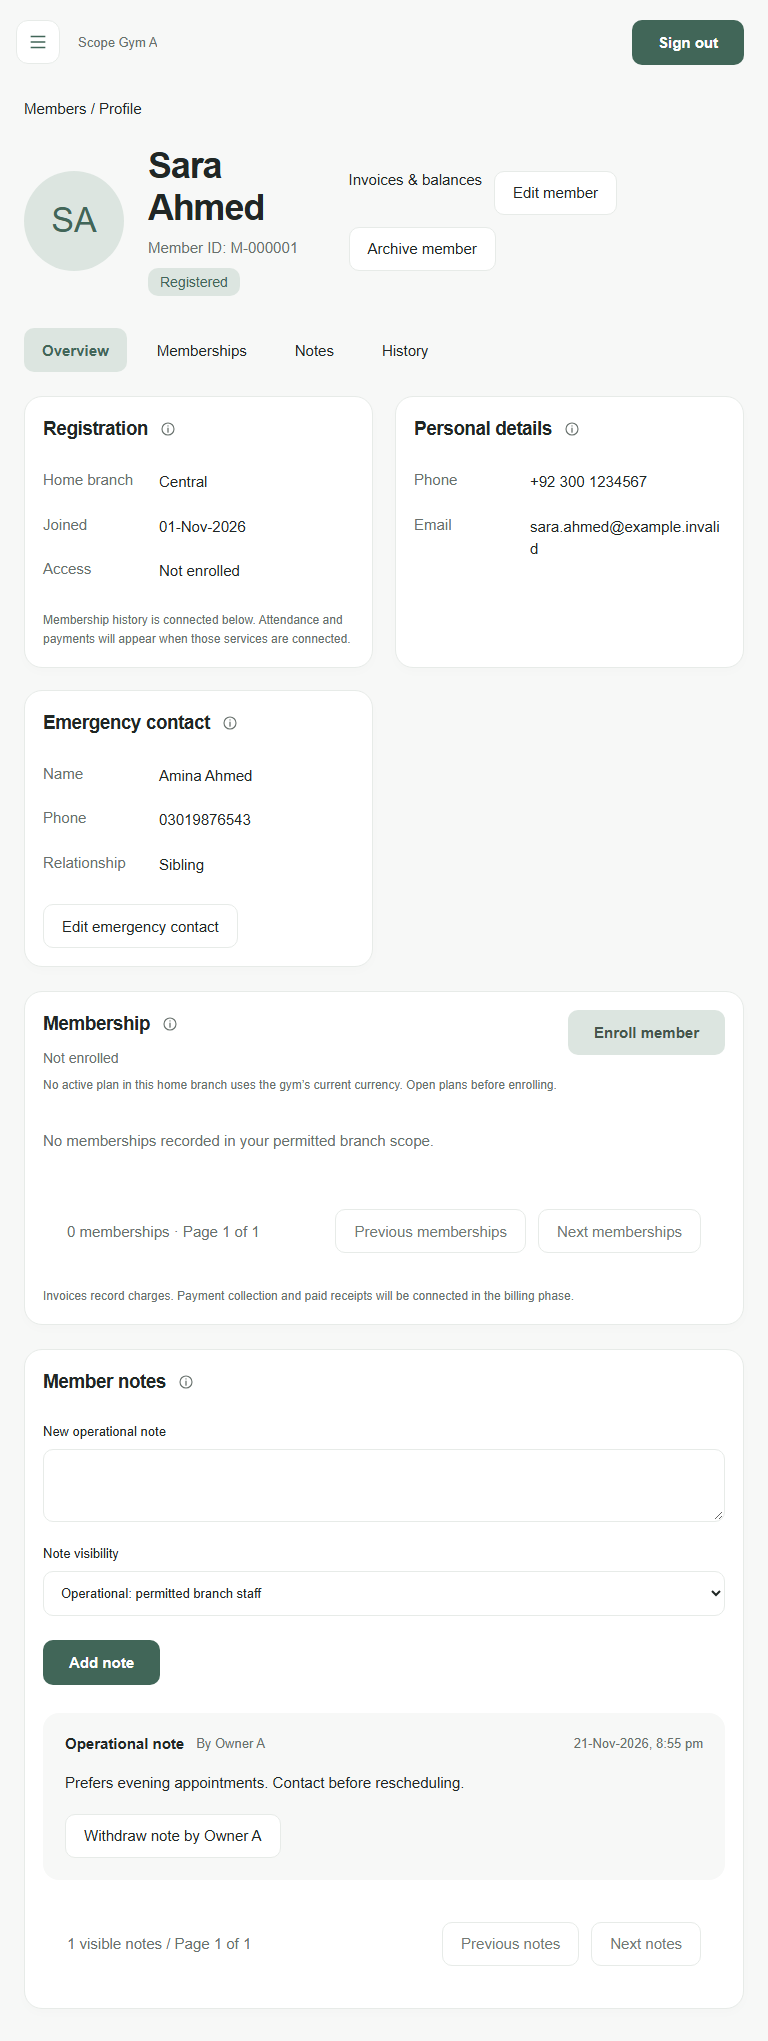 Scope Gym A
Sign out
Members / Profile
SA
Sara
Ahmed
Member ID: M-000001
Registered
Invoices & balances
Edit member
Archive member
Overview
Memberships
Notes
History
Registration
Home branch
Central
Joined
01-Nov-2026
Access
Not enrolled
Membership history is connected below. Attendance and
payments will appear when those services are connected.
Personal details
Phone
+92 300 1234567
Email
sara.ahmed@example.invali
d
Emergency contact
Name
Amina Ahmed
Phone
03019876543
Relationship
Sibling
Edit emergency contact
Membership
Enroll member
Not enrolled
No active plan in this home branch uses the gym's current currency. Open plans before enrolling.
No memberships recorded in your permitted branch scope.
0 memberships · Page 1 of 1
Previous memberships
Next memberships
Invoices record charges. Payment collection and paid receipts will be connected in the billing phase.
Member notes
New operational note
Note visibility
Operational: permitted branch staff
Add note
Operational note
By Owner A
21-Nov-2026, 8:55 pm
Prefers evening appointments. Contact before rescheduling.
Withdraw note by Owner A
1 visible notes / Page 1 of 1
Previous notes
Next notes